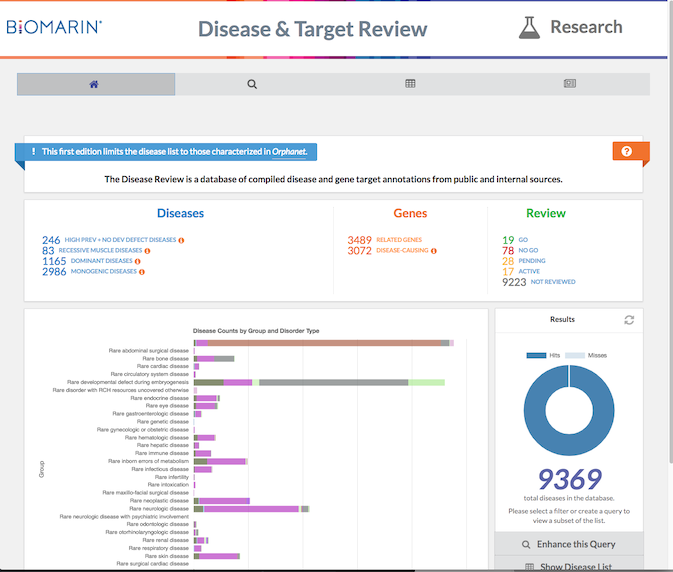 BiOMARIN
Disease & Target Review
Research
! This first edition limits the disease list to those characterized in Orphanet.
?
The Disease Review is a database of compiled disease and gene target annotations from public and internal sources.
Diseases
246 HIGH PREV + NO DEV DEFECT DISEASES
83 RECESSIVE MUSCLE DISEASES
1165 DOMINANT DISEASES
2986 MONOGENIC DISEASES
Genes
3489 RELATED GENES
3072 DISEASE-CAUSING
Review
19 GO
78 NO GO
28 PENDING
17 ACTIVE
9223 NOT REVIEWED
Disease Counts by Group and Disorder Type
Group
Rare abdominal surgical disease
Rare bone disease
Rare cardiac disease
Rare circulatory system disease
Rare developmental defect during embryogenesis
Rare disorder with RCH resources uncovered otherwise
Rare endocrine disease
Rare eye disease
Rare gastroenterologic disease
Rare genetic disease
Rare gynecologic or obstetric disease
Rare hematologic disease
Rare hepatic disease
Rare immune disease
Rare inborn errors of metabolism
Rare infectious disease
Rare infertility
Rare intoxication
Rare maxillo-facial surgical disease
Rare neoplastic disease
Rare neurologic disease
Rare neurologic disease with psychiatric involvement
Rare odontologic disease
Rare otorhinolaryngologic disease
Rare renal disease
Rare respiratory disease
Rare skin disease
Rare surgical cardiac disease
Results
Hits Misses
9369
total diseases in the database.
Please select a filter or create a query to
view a subset of the list.
Enhance this Query
Show Disease List